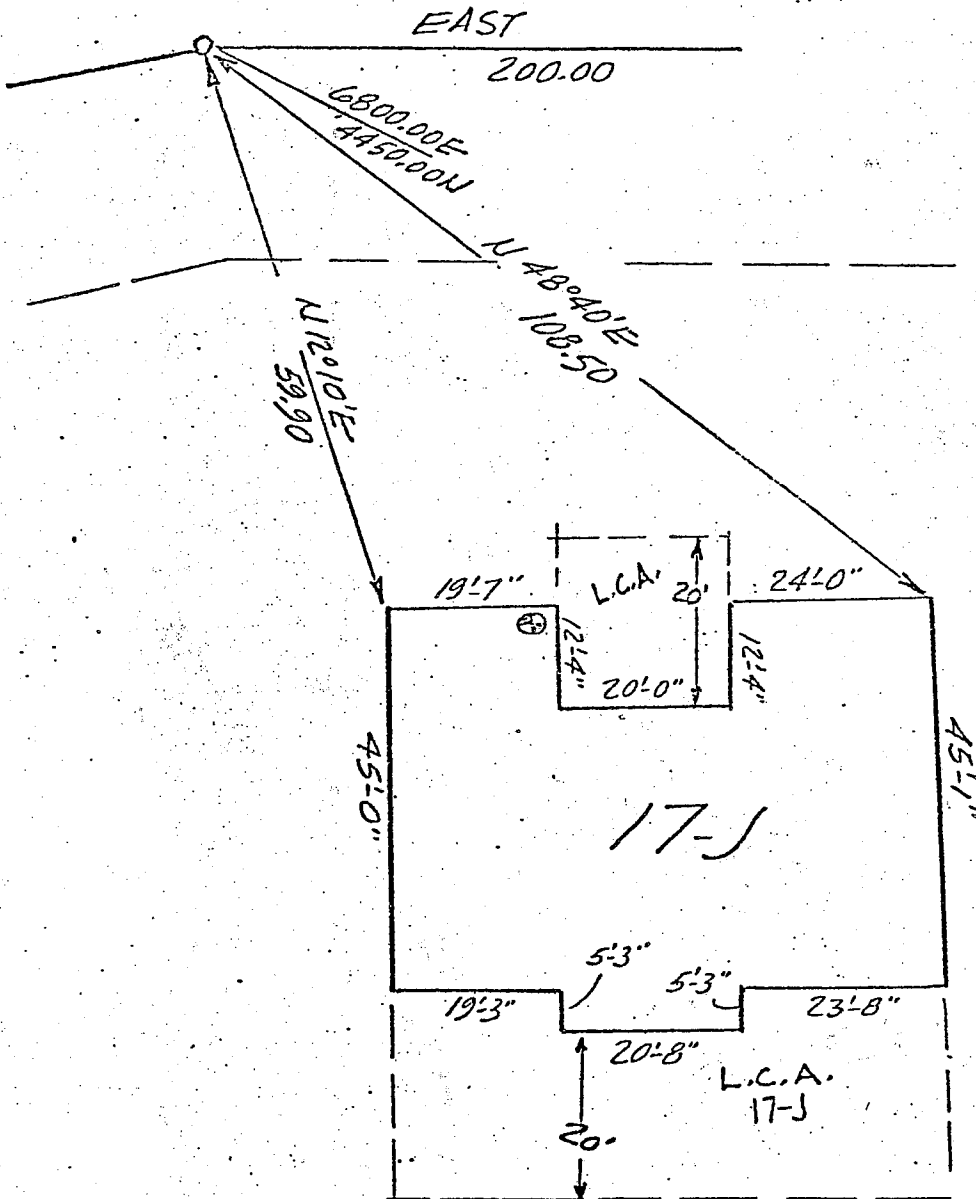 EAST
200.00
6800.00E
4450.00N
N 48°40'E
108.50
N 12°10'E
59.90
19'-7"
L.C.A.
20'
24'-0"
12'-4"
20'-0"
12'-4"
45'-0"
17-J
45'-1"
5'-3"
5'-3"
19'-3"
20'-8"
23'-8"
L.C.A.
17-J
20'